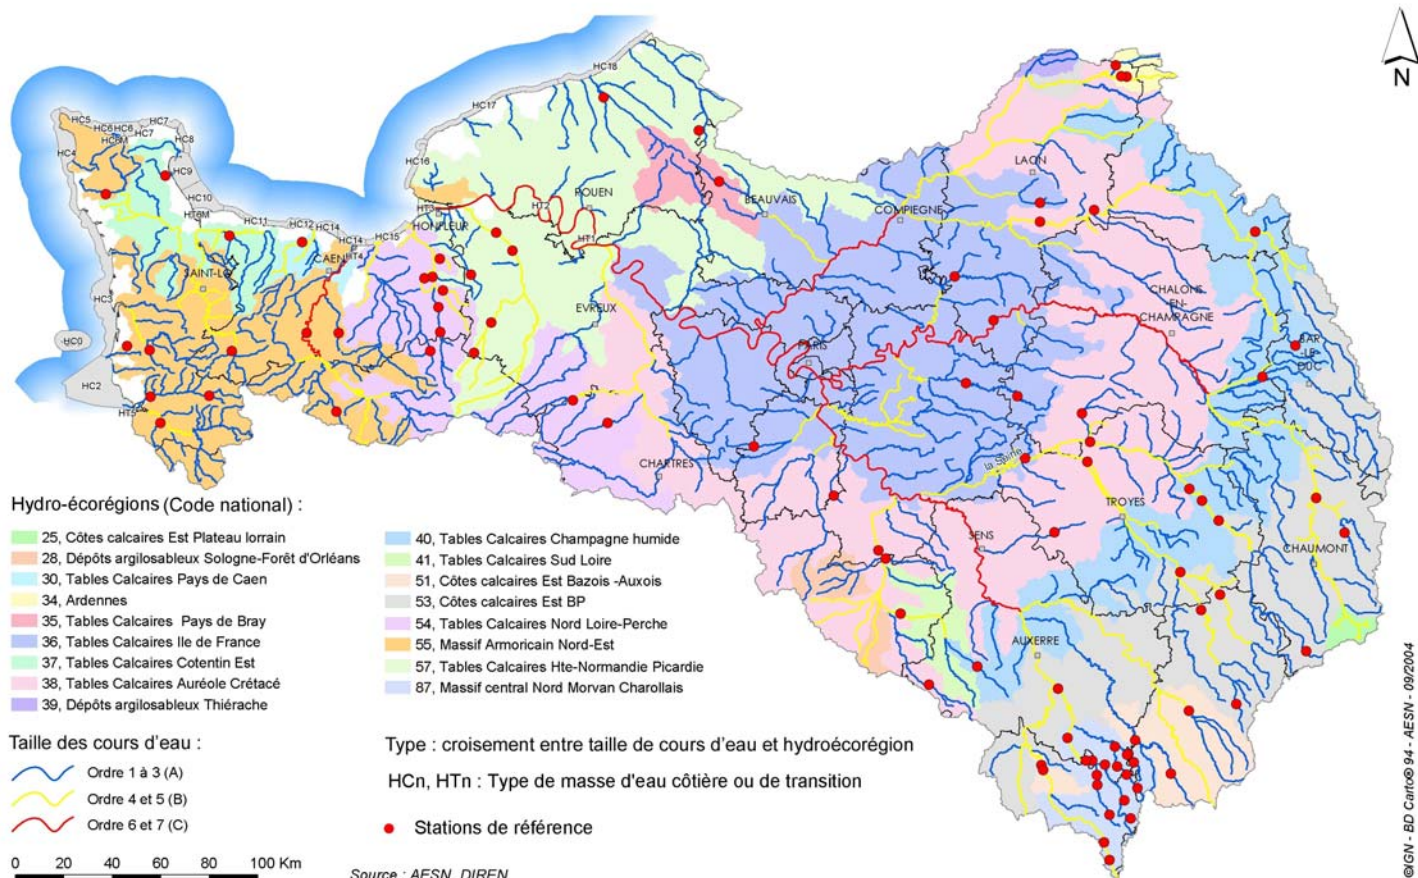 N
HC18
HC17
HC5
HC6
HC6
HC7
HC6M
HC7
HC4
HC8
HC16
LAON
HC9
HC10
HT3
HT2
ROUEN
BEAUVAIS
COMPIEGNE
HT6M
HC11
HC12
HC14
HC14
HC15
HONFLEUR
HT1
CAEN
HT4
SAINT-LO
HC3
EVREUX
CHALONS
-EN-
CHAMPAGNE
HC0
PARIS
BAR
-LE-
DUC
HC2
HT5
la Seine
CHARTRES
TROYES
SENS
CHAUMONT
AUXERRE
Hydro-écorégions (Code national) :
25, Côtes calcaires Est Plateau lorrain
28, Dépôts argilosableux Sologne-Forêt d'Orléans
30, Tables Calcaires Pays de Caen
34, Ardennes
35, Tables Calcaires Pays de Bray
36, Tables Calcaires Ile de France
37, Tables Calcaires Cotentin Est
38, Tables Calcaires Auréole Crétacé
39, Dépôts argilosableux Thiérache
40, Tables Calcaires Champagne humide
41, Tables Calcaires Sud Loire
51, Côtes calcaires Est Bazois -Auxois
53, Côtes calcaires Est BP
54, Tables Calcaires Nord Loire-Perche
55, Massif Armoricain Nord-Est
57, Tables Calcaires Hte-Normandie Picardie
87, Massif central Nord Morvan Charollais
Taille des cours d'eau :
Ordre 1 à 3 (A)
Ordre 4 et 5 (B)
Ordre 6 et 7 (C)
Type : croisement entre taille de cours d'eau et hydroécorégion
HCn, HTn : Type de masse d'eau côtière ou de transition
Stations de référence
0 20 40 60 80 100 Km
Source : AESN, DIREN
©IGN - BD Carto® 94 - AESN - 09/2004